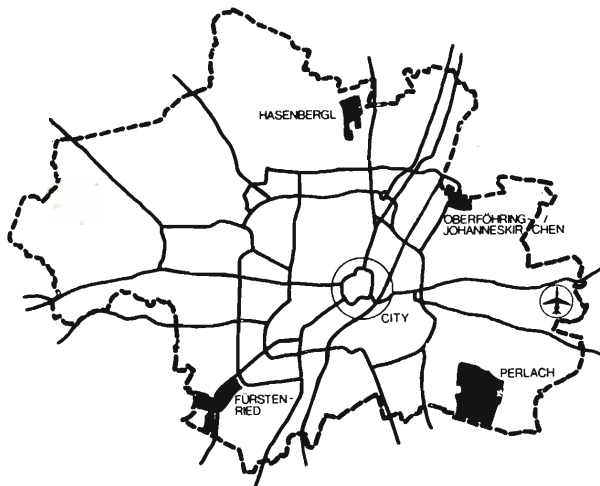 HASENBERGL
OBERFÖHRING- /
JOHANNESKIRCHEN
CITY
PERLACH
FÜRSTEN-
RIED